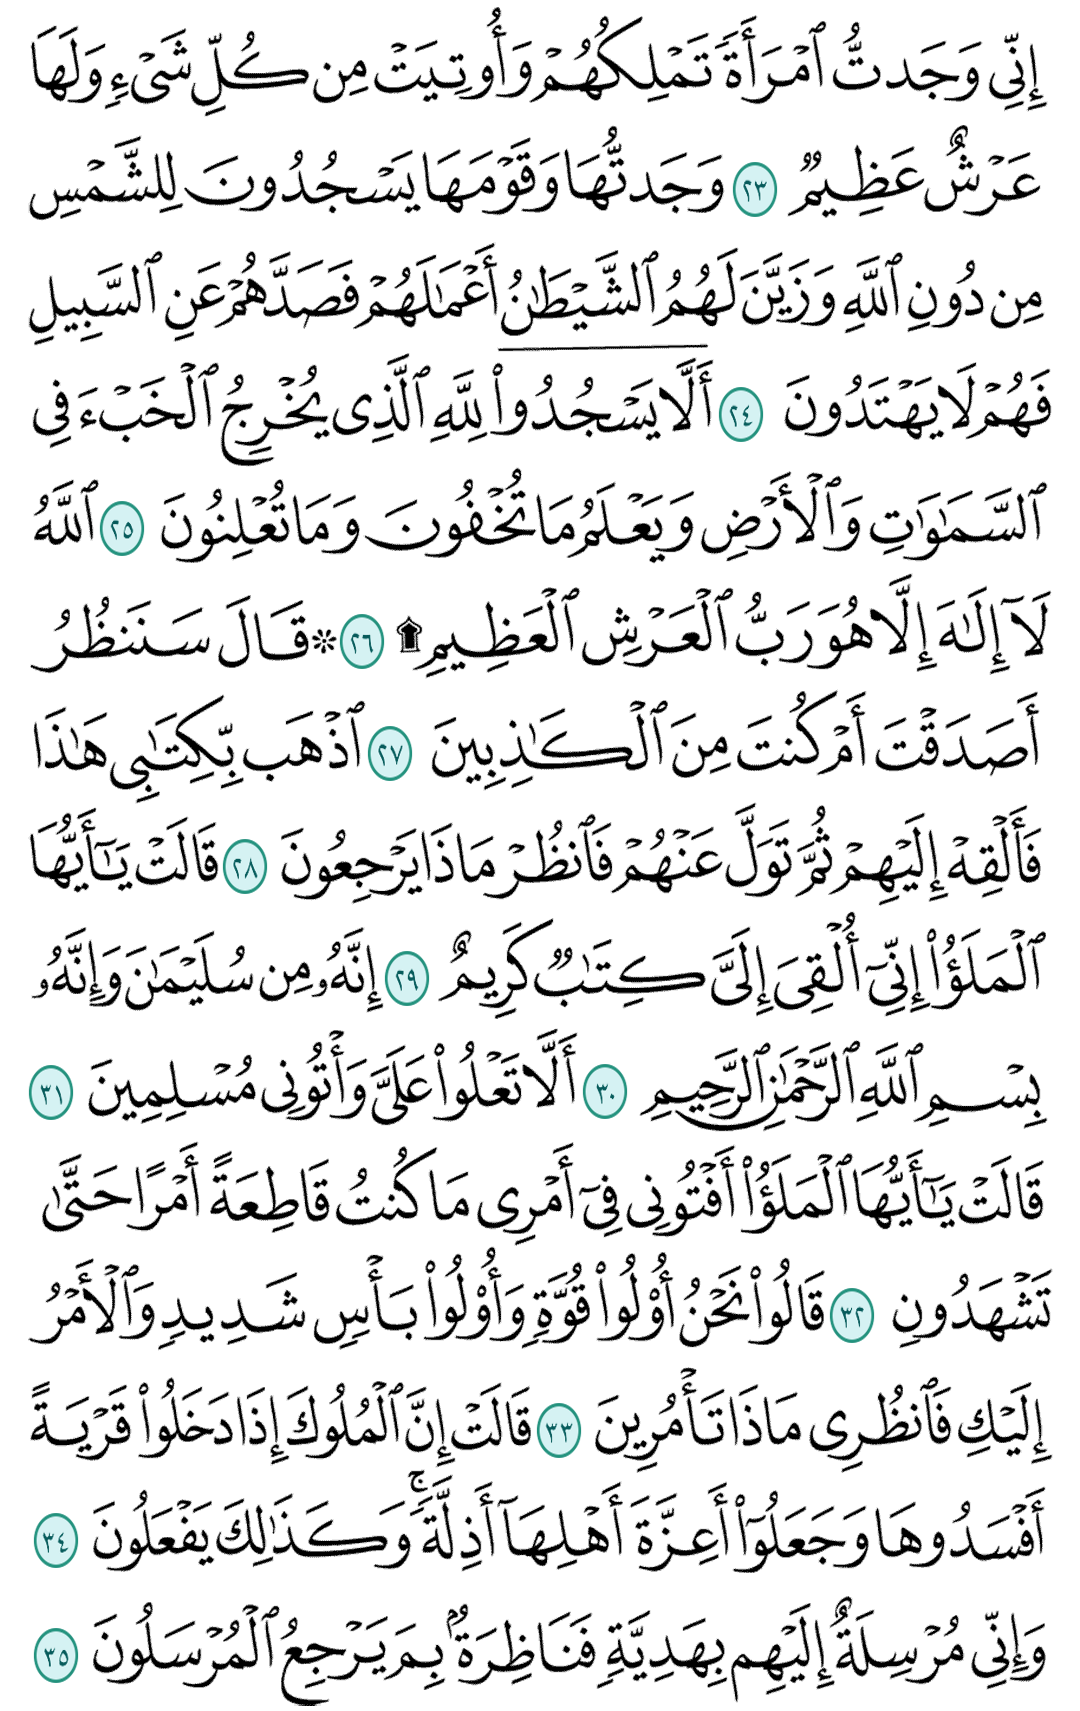 إِنِّي وَجَدتُّ ٱمْرَأَةً تَمْلِكُهُمْ وَأُوتِيَتْ مِن كُلِّ شَىْءٍ وَلَهَا
عَرْشٌ عَظِيمٌ ٢٣ وَجَدتُّهَا وَقَوْمَهَا يَسْجُدُونَ لِلشَّمْسِ
مِن دُونِ ٱللَّهِ وَزَيَّنَ لَهُمُ ٱلشَّيْطَٰنُ أَعْمَٰلَهُمْ فَصَدَّهُمْ عَنِ ٱلسَّبِيلِ
فَهُمْ لَا يَهْتَدُونَ ٢٤ أَلَّا يَسْجُدُوا۟ لِلَّهِ ٱلَّذِى يُخْرِجُ ٱلْخَبْءَ فِى
ٱلسَّمَٰوَٰتِ وَٱلْأَرْضِ وَيَعْلَمُ مَا تُخْفُونَ وَمَا تُعْلِنُونَ ٢٥ ٱللَّهُ
لَآ إِلَٰهَ إِلَّا هُوَ رَبُّ ٱلْعَرْشِ ٱلْعَظِيمِ ۩ ٢٦ * قَالَ سَنَنظُرُ
أَصَدَقْتَ أَمْ كُنتَ مِنَ ٱلْكَٰذِبِينَ ٢٧ ٱذْهَب بِّكِتَٰبِى هَٰذَا
فَأَلْقِهْ إِلَيْهِمْ ثُمَّ تَوَلَّ عَنْهُمْ فَٱنظُرْ مَاذَا يَرْجِعُونَ ٢٨ قَالَتْ يَٰٓأَيُّهَا
ٱلْمَلَؤُا۟ إِنِّىٓ أُلْقِىَ إِلَىَّ كِتَٰبٌ كَرِيمٌ ٢٩ إِنَّهُۥ مِن سُلَيْمَٰنَ وَإِنَّهُۥ
بِسْمِ ٱللَّهِ ٱلرَّحْمَٰنِ ٱلرَّحِيمِ ٣٠ أَلَّا تَعْلُوا۟ عَلَىَّ وَأْتُونِى مُسْلِمِينَ ٣١
قَالَتْ يَٰٓأَيُّهَا ٱلْمَلَؤُا۟ أَفْتُونِى فِىٓ أَمْرِى مَا كُنتُ قَاطِعَةً أَمْرًا حَتَّىٰ
تَشْهَدُونِ ٣٢ قَالُوا۟ نَحْنُ أُو۟لُوا۟ قُوَّةٍ وَأُو۟لُوا۟ بَأْسٍ شَدِيدٍ وَٱلْأَمْرُ
إِلَيْكِ فَٱنظُرِى مَاذَا تَأْمُرِينَ ٣٣ قَالَتْ إِنَّ ٱلْمُلُوكَ إِذَا دَخَلُوا۟ قَرْيَةً
أَفْسَدُوهَا وَجَعَلُوٓا۟ أَعِزَّةَ أَهْلِهَآ أَذِلَّةً ۖۚ وَكَذَٰلِكَ يَفْعَلُونَ ٣٤
وَإِنِّى مُرْسِلَةٌ إِلَيْهِم بِهَدِيَّةٍ فَنَاظِرَةٌۢ بِمَ يَرْجِعُ ٱلْمُرْسَلُونَ ٣٥